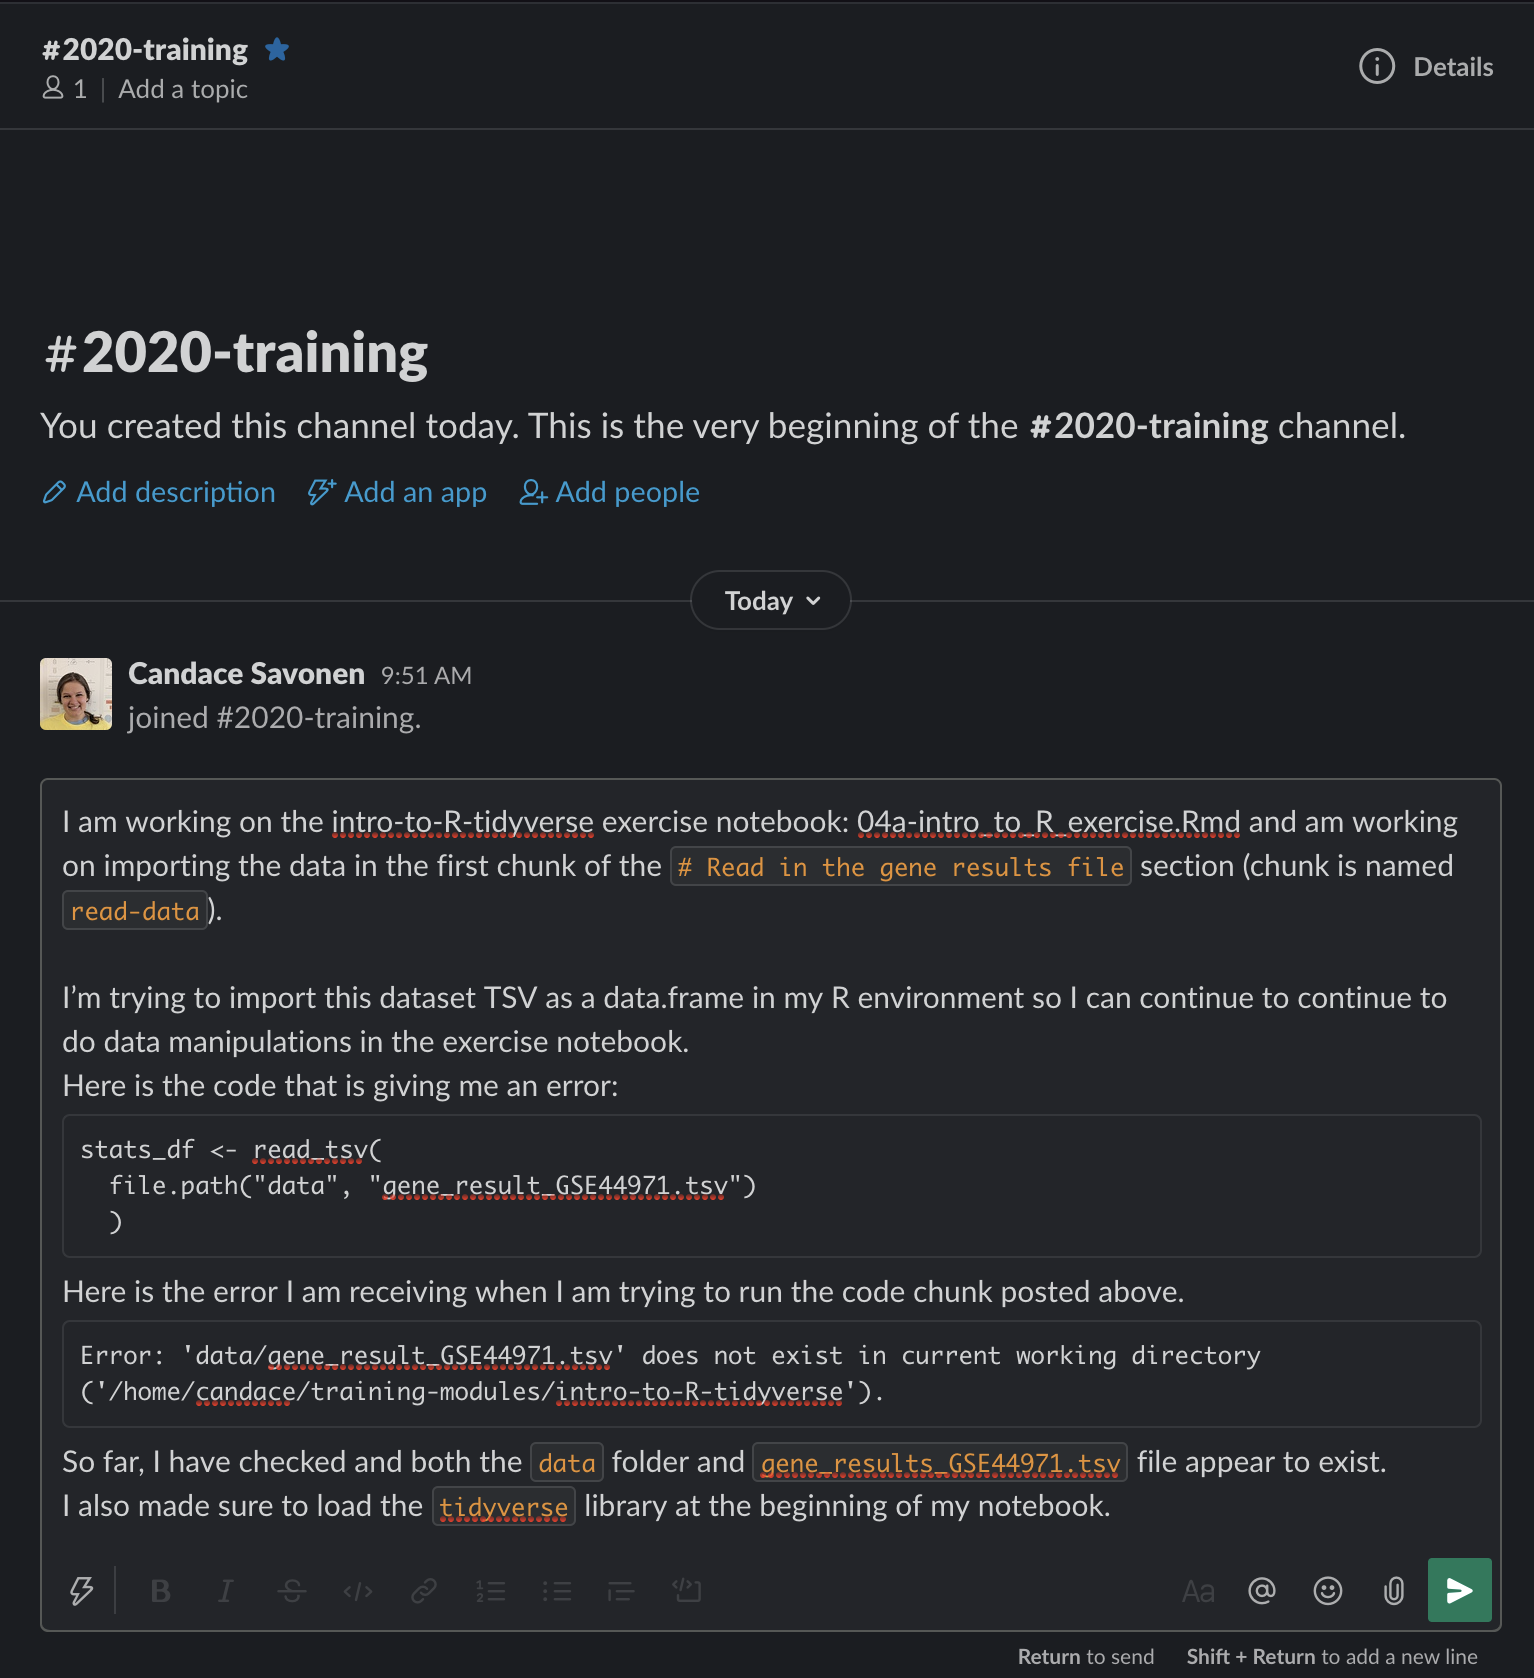 #2020-training
1 | Add a topic
Details
#2020-training
You created this channel today. This is the very beginning of the #2020-training channel.
Add description Add an app Add people
Today
Candace Savonen 9:51 AM
joined #2020-training.
I am working on the intro-to-R-tidyverse exercise notebook: 04a-intro_to_R_exercise.Rmd and am working
on importing the data in the first chunk of the # Read in the gene results file section (chunk is named
read-data).
I’m trying to import this dataset TSV as a data.frame in my R environment so I can continue to continue to
do data manipulations in the exercise notebook.
Here is the code that is giving me an error:
stats_df <- read_tsv(
  file.path("data", "gene_result_GSE44971.tsv")
  )
Here is the error I am receiving when I am trying to run the code chunk posted above.
Error: 'data/gene_result_GSE44971.tsv' does not exist in current working directory
('/home/candace/training-modules/intro-to-R-tidyverse').
So far, I have checked and both the data folder and gene_results_GSE44971.tsv file appear to exist.
I also made sure to load the tidyverse library at the beginning of my notebook.
B I S Aa @
Return to send Shift + Return to add a new line